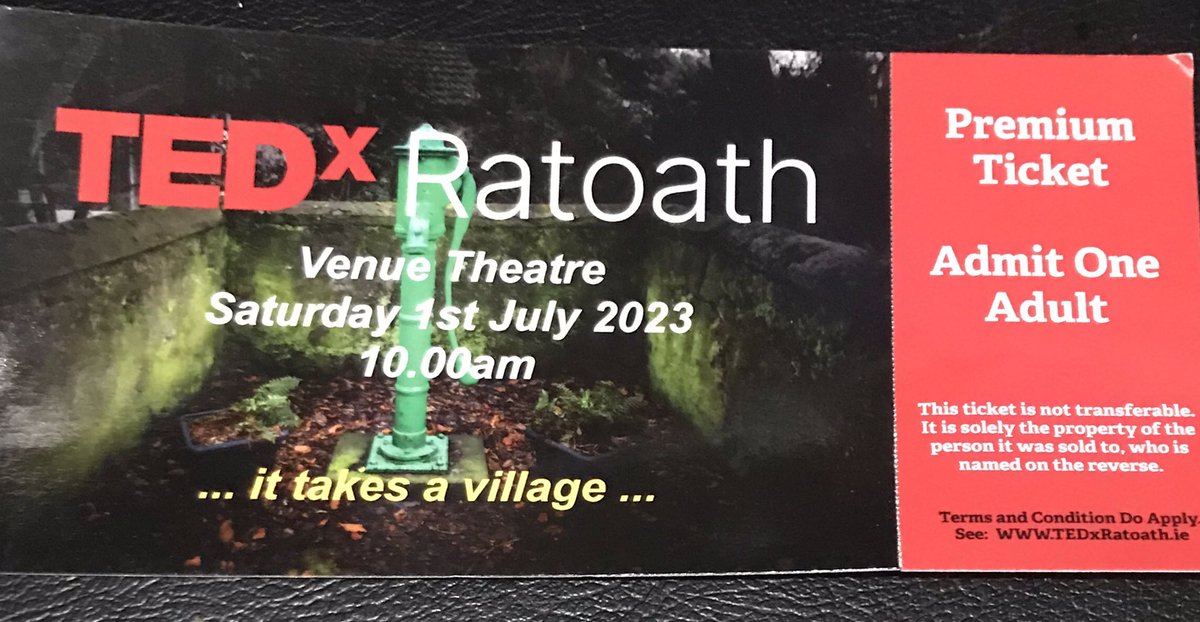 TEDx Ratoath
Venue Theatre
Saturday 1st July 2023
10.00am
... it takes a village ...
Premium
Ticket
Admit One
Adult
This ticket is not transferable.
It is solely the property of the
person it was sold to, who is
named on the reverse.
Terms and Condition Do Apply.
See: WWW.TEDxRatoath.ie